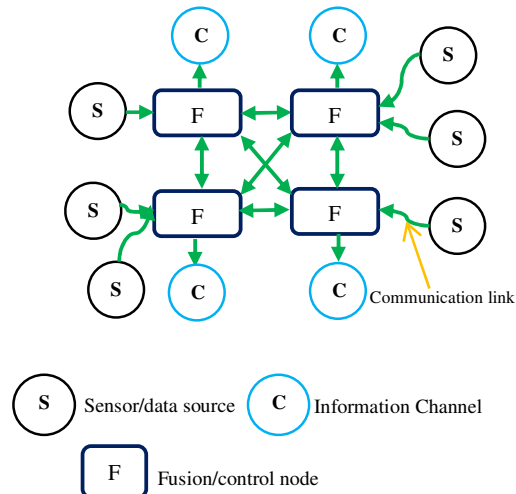 C
C
S
S
F
F
S
S
F
F
S
S
C
C
Communication link
S
Sensor/data source
C
Information Channel
F
Fusion/control node